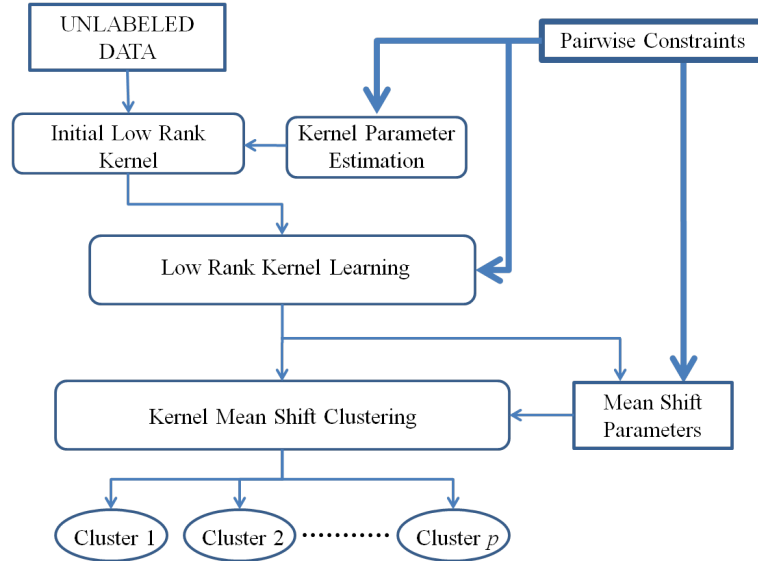 UNLABELED
DATA
Pairwise Constraints
Initial Low Rank
Kernel
Kernel Parameter
Estimation
Low Rank Kernel Learning
Kernel Mean Shift Clustering
Mean Shift
Parameters
Cluster 1
Cluster 2
Cluster p